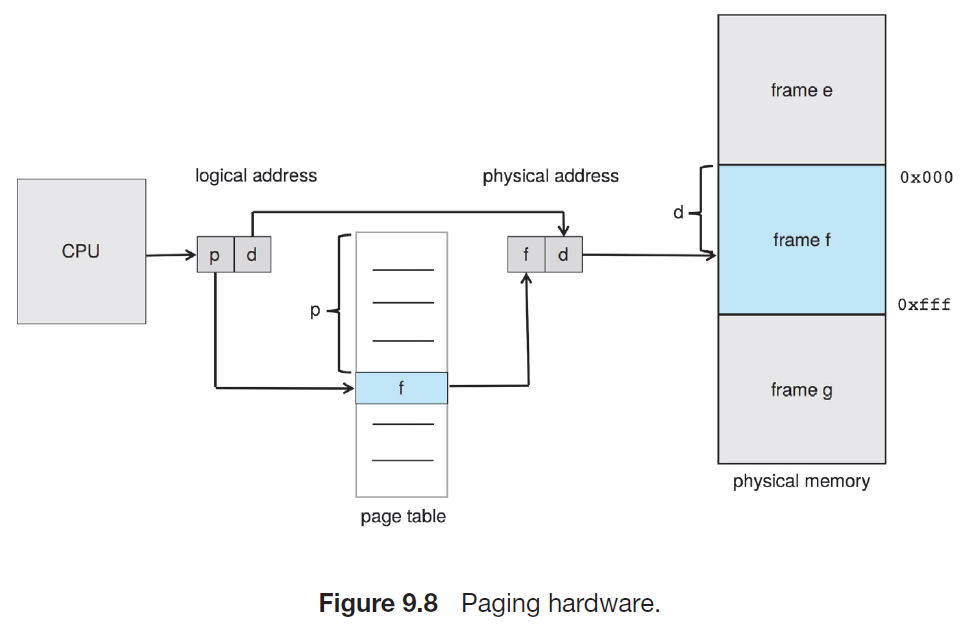 frame e
logical address
physical address
0x000
CPU
p d
f d
d
frame f
p
0xfff
f
frame g
physical memory
page table
Figure 9.8 Paging hardware.